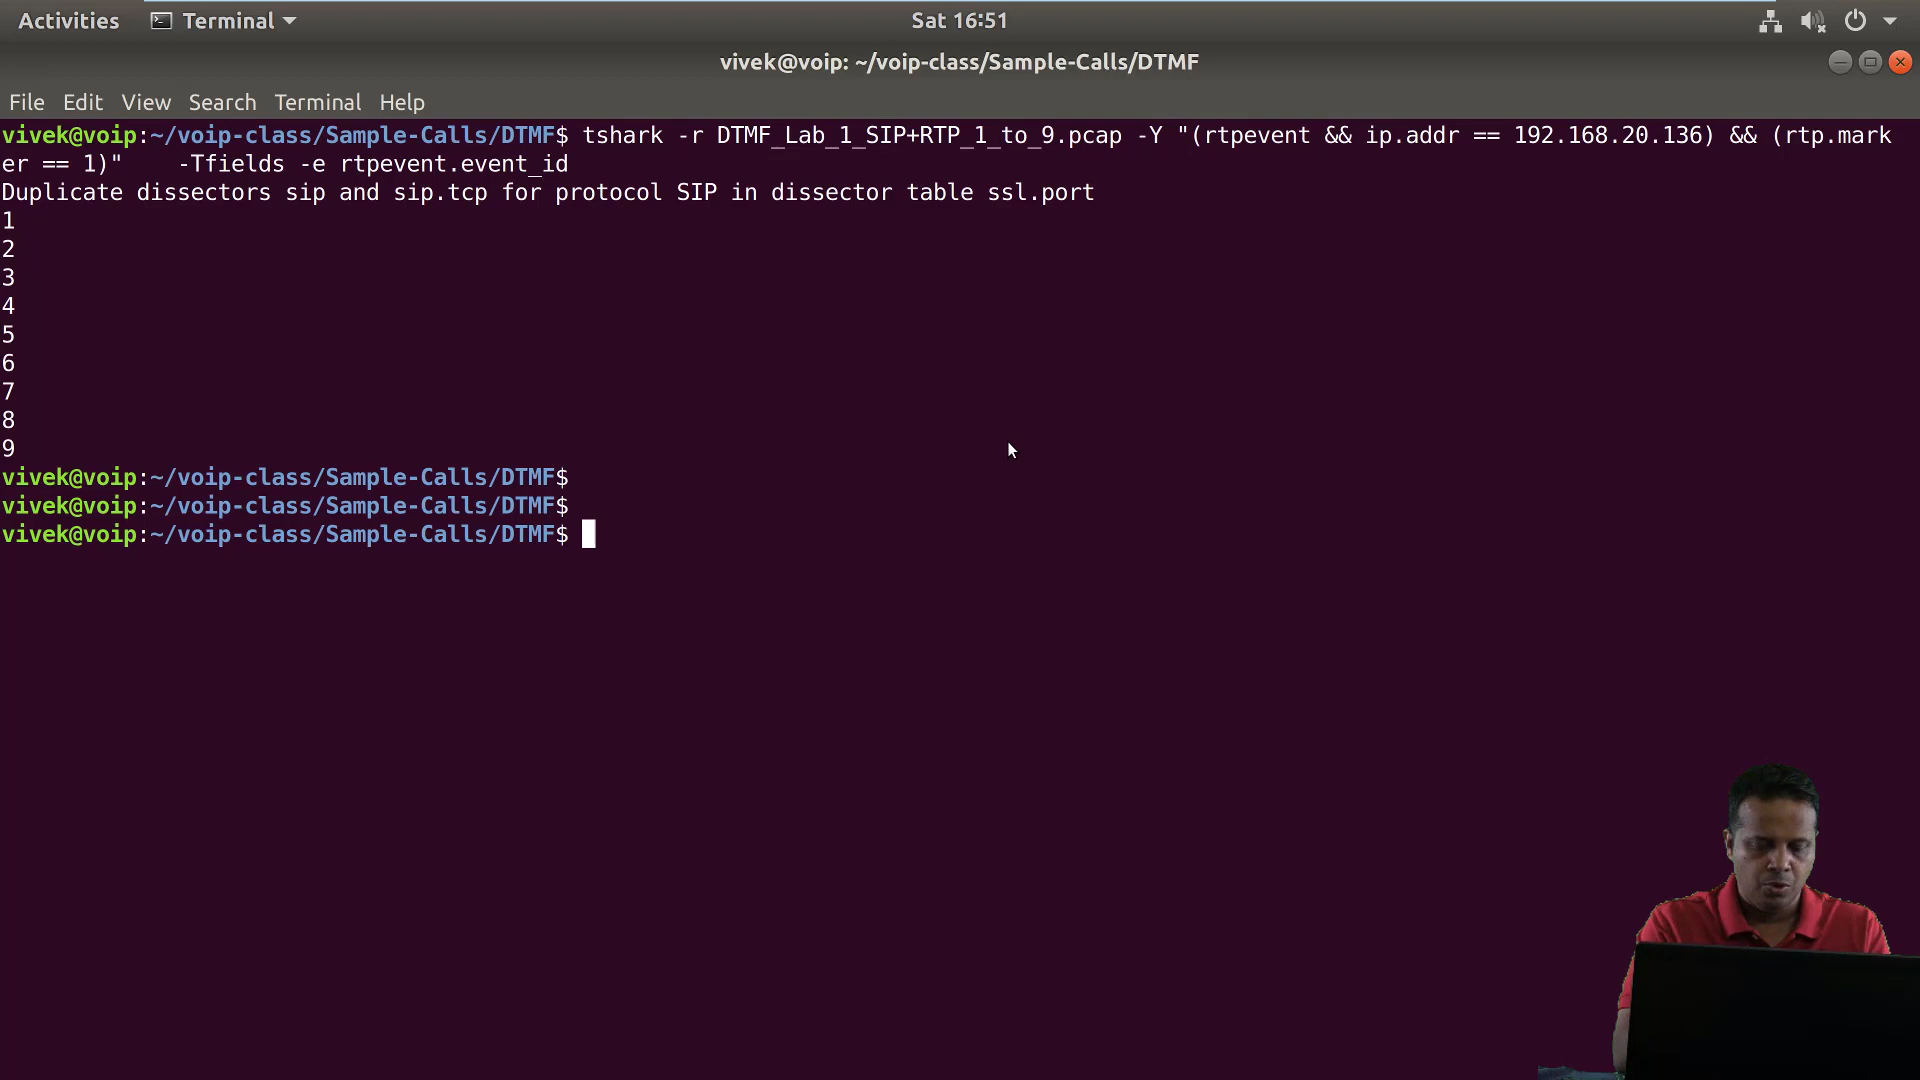 Activities Terminal Sat 16:51
vivek@voip: ~/voip-class/Sample-Calls/DTMF
File Edit View Search Terminal Help
vivek@voip:~/voip-class/Sample-Calls/DTMF$ tshark -r DTMF_Lab_1_SIP+RTP_1_to_9.pcap -Y "(rtpevent && ip.addr == 192.168.20.136) && (rtp.mark
er == 1)"    -Tfields -e rtpevent.event_id
Duplicate dissectors sip and sip.tcp for protocol SIP in dissector table ssl.port
1
2
3
4
5
6
7
8
9
vivek@voip:~/voip-class/Sample-Calls/DTMF$
vivek@voip:~/voip-class/Sample-Calls/DTMF$
vivek@voip:~/voip-class/Sample-Calls/DTMF$